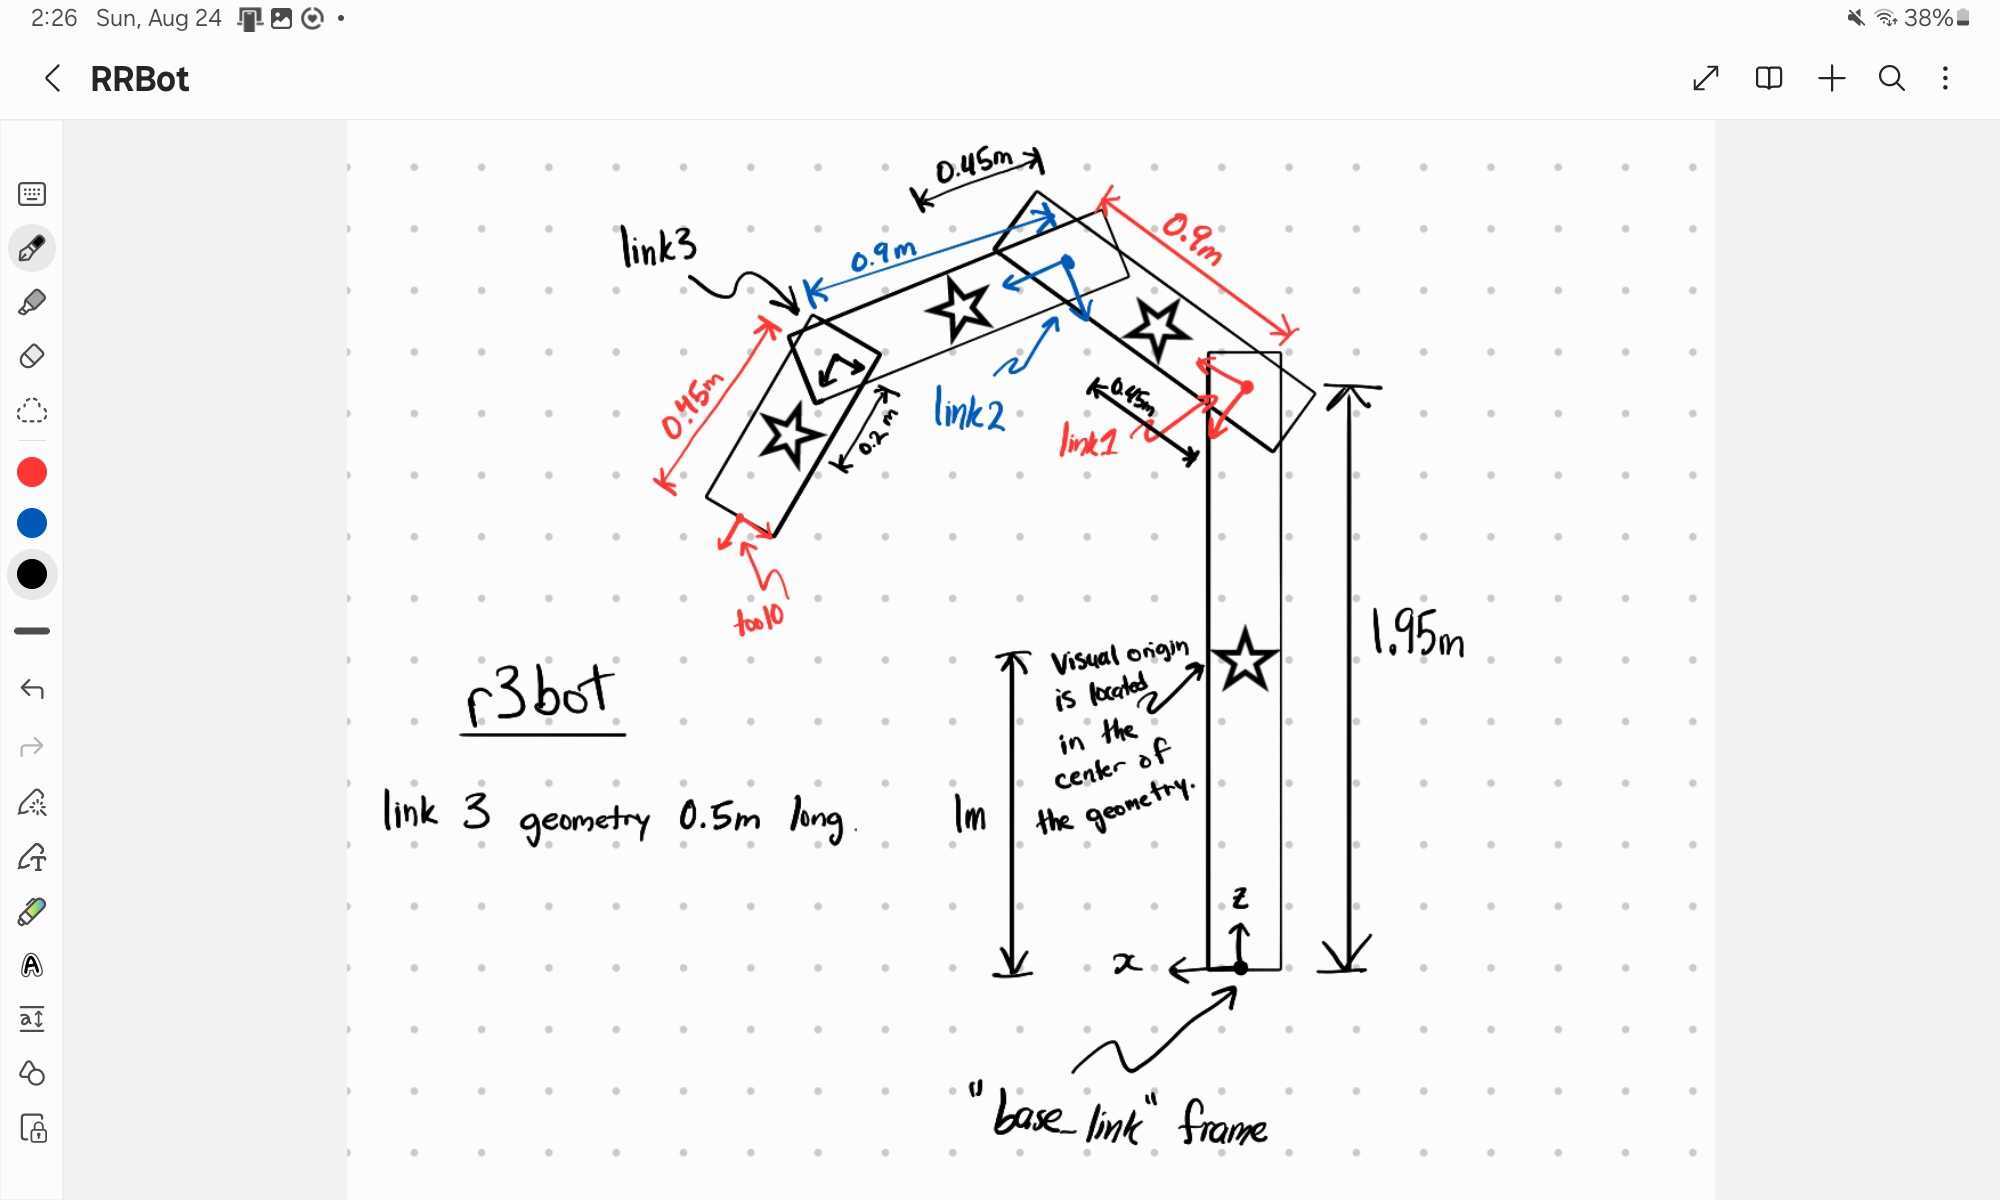 2:26 Sun, Aug 24
38%
RRBot
0.45m
link3
0.9m
0.9m
0.45m
link2
0.45m
link1
0.2 m
tool0
1.95m
Visual origin
is located
in the
center of
the geometry.
r3bot
link 3 geometry 0.5m long.
1m
z
x
"base_link" frame